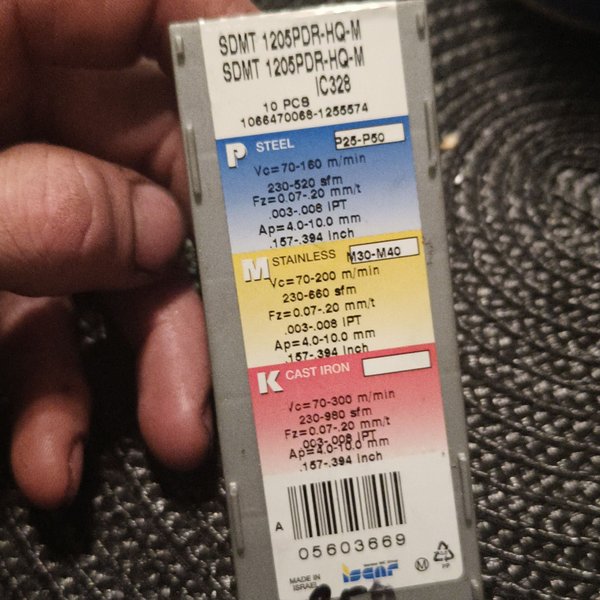 SDMT 1205PDR-HQ-M
SDMT 1205PDR-HQ-M
IC328
10 PCS
1066470068-1255574
P STEEL P25-P50
Vc=70-160 m/min
230-520 sfm
Fz=0.07-.20 mm/t
.003-.008 IPT
Ap=4.0-10.0 mm
.157-.394 inch
M STAINLESS M30-M40
Vc=70-200 m/min
230-660 sfm
Fz=0.07-.20 mm/t
.003-.008 IPT
Ap=4.0-10.0 mm
.157-.394 inch
K CAST IRON
Vc=70-300 m/min
230-980 sfm
Fz=0.07-.20 mm/t
.003-.008 IPT
Ap=4.0-10.0 mm
.157-.394 inch
A
05603669
MADE IN
ISRAEL
iscar
M
PP